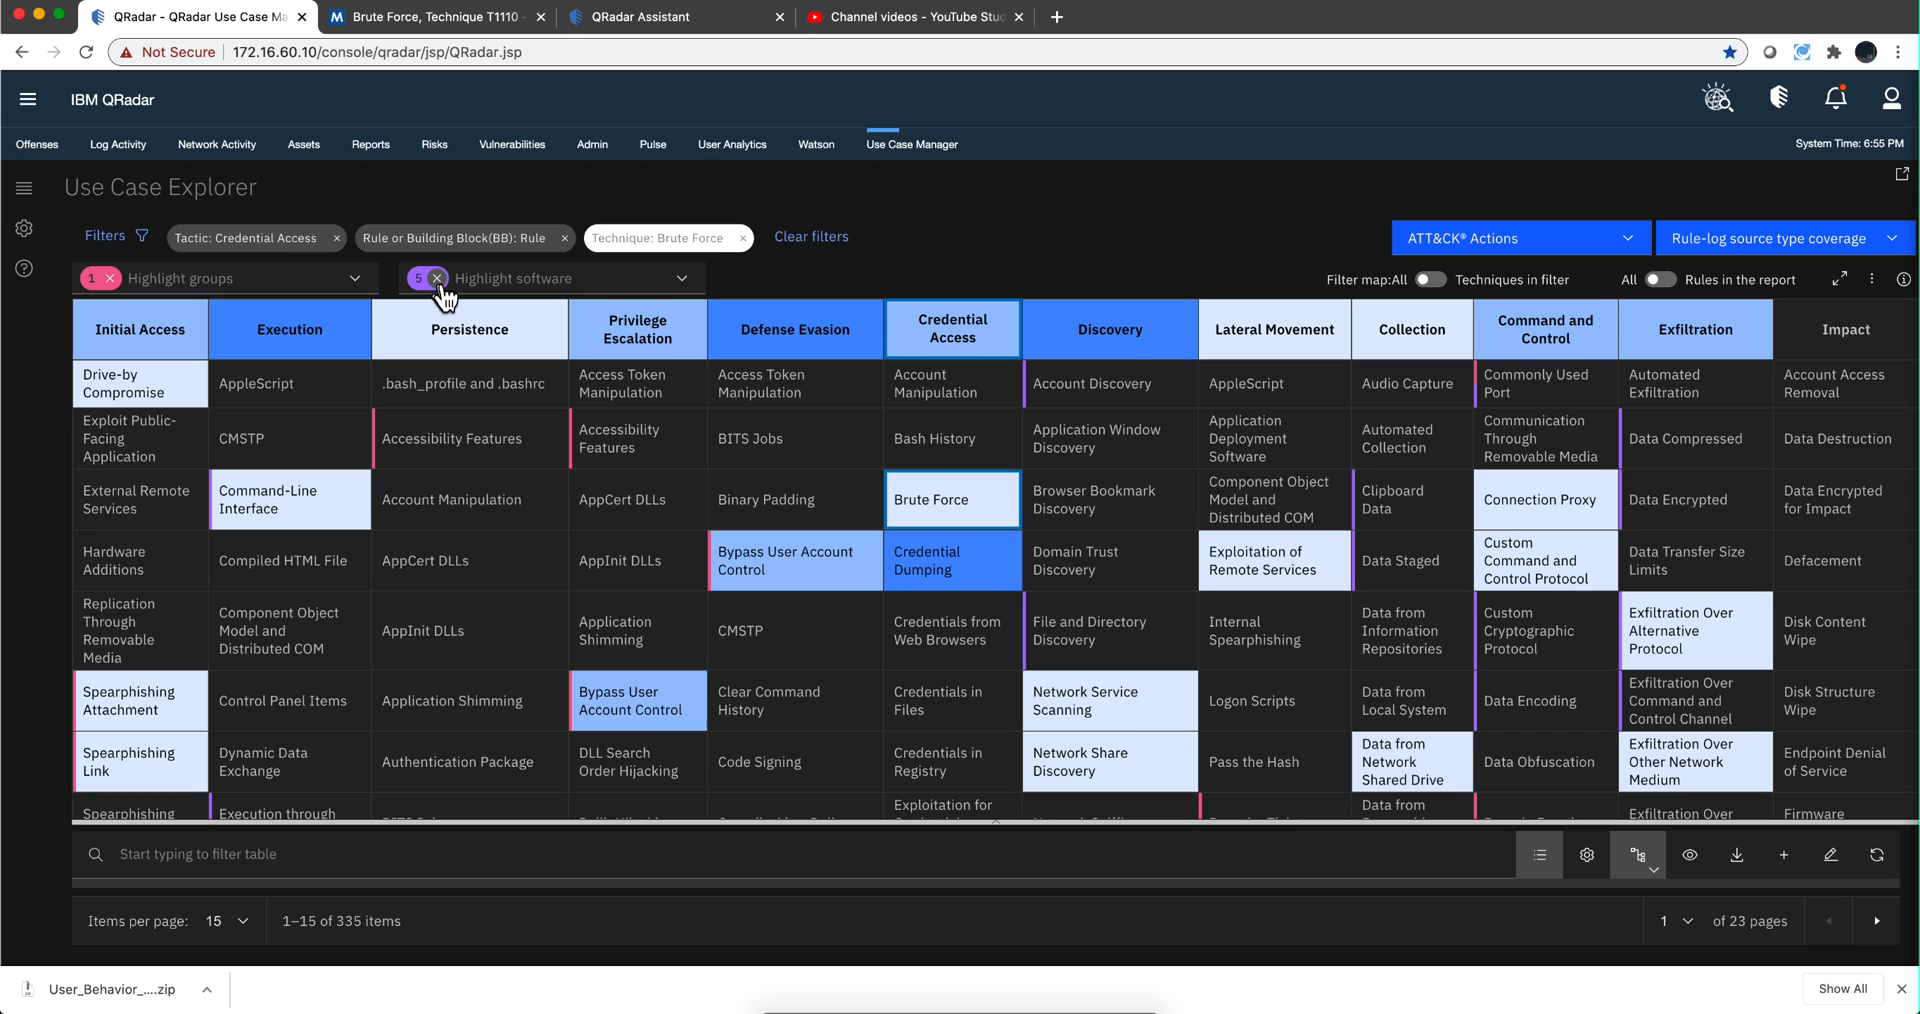 QRadar - QRadar Use Case Ma
Brute Force, Technique T1110 -
QRadar Assistant
Channel videos - YouTube Stud
Not Secure
172.16.60.10/console/qradar/jsp/QRadar.jsp
IBM QRadar
Offenses Log Activity Network Activity Assets Reports Risks Vulnerabilities Admin Pulse User Analytics Watson Use Case Manager
System Time: 6:55 PM
Use Case Explorer
Filters
Tactic: Credential Access ×
Rule or Building Block(BB): Rule ×
Technique: Brute Force ×
Clear filters
ATT&CK® Actions
Rule-log source type coverage
1 × Highlight groups
5 × Highlight software
Filter map:All
Techniques in filter
All
Rules in the report
Initial Access
Execution
Persistence
Privilege
Escalation
Defense Evasion
Credential
Access
Discovery
Lateral Movement
Collection
Command and
Control
Exfiltration
Impact
Drive-by
Compromise
AppleScript
.bash_profile and .bashrc
Access Token
Manipulation
Access Token
Manipulation
Account
Manipulation
Account Discovery
AppleScript
Audio Capture
Commonly Used
Port
Automated
Exfiltration
Account Access
Removal
Exploit Public-
Facing
Application
CMSTP
Accessibility Features
Accessibility
Features
BITS Jobs
Bash History
Application Window
Discovery
Application
Deployment
Software
Automated
Collection
Communication
Through
Removable Media
Data Compressed
Data Destruction
External Remote
Services
Command-Line
Interface
Account Manipulation
AppCert DLLs
Binary Padding
Brute Force
Browser Bookmark
Discovery
Component Object
Model and
Distributed COM
Clipboard
Data
Connection Proxy
Data Encrypted
Data Encrypted
for Impact
Hardware
Additions
Compiled HTML File
AppCert DLLs
AppInit DLLs
Bypass User Account
Control
Credential
Dumping
Domain Trust
Discovery
Exploitation of
Remote Services
Data Staged
Custom
Command and
Control Protocol
Data Transfer Size
Limits
Defacement
Replication
Through
Removable
Media
Component Object
Model and
Distributed COM
AppInit DLLs
Application
Shimming
CMSTP
Credentials from
Web Browsers
File and Directory
Discovery
Internal
Spearphishing
Data from
Information
Repositories
Custom
Cryptographic
Protocol
Exfiltration Over
Alternative
Protocol
Disk Content
Wipe
Spearphishing
Attachment
Control Panel Items
Application Shimming
Bypass User
Account Control
Clear Command
History
Credentials in
Files
Network Service
Scanning
Logon Scripts
Data from
Local System
Data Encoding
Exfiltration Over
Command and
Control Channel
Disk Structure
Wipe
Spearphishing
Link
Dynamic Data
Exchange
Authentication Package
DLL Search
Order Hijacking
Code Signing
Credentials in
Registry
Network Share
Discovery
Pass the Hash
Data from
Network
Shared Drive
Data Obfuscation
Exfiltration Over
Other Network
Medium
Endpoint Denial
of Service
Spearphishing
Execution through
Exploitation for
Data from
Exfiltration Over
Firmware
Start typing to filter table
Items per page: 15
1–15 of 335 items
1 of 23 pages
User_Behavior_....zip
Show All